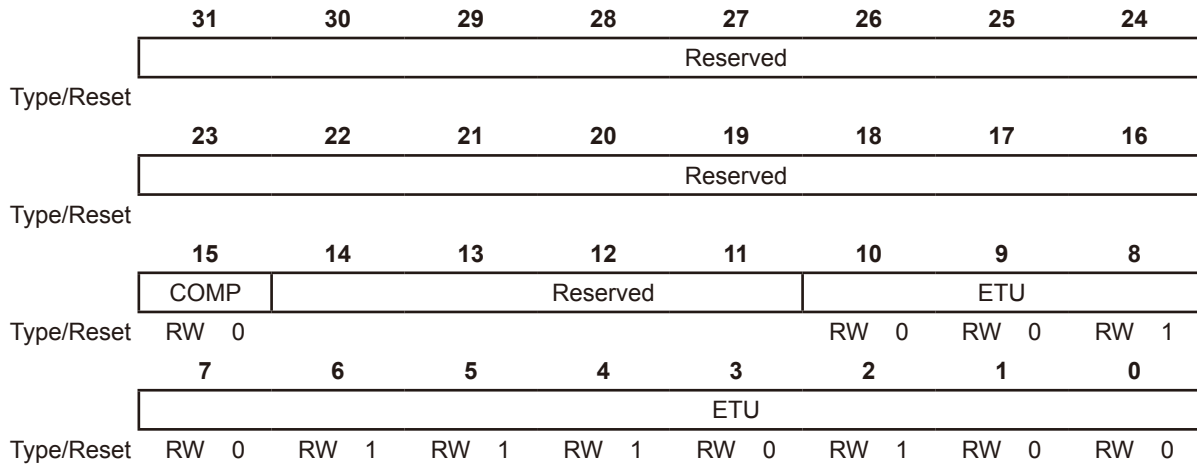 31 30 29 28 27 26 25 24
Reserved
Type/Reset
23 22 21 20 19 18 17 16
Reserved
Type/Reset
15 14 13 12 11 10 9 8
COMP Reserved ETU
Type/Reset RW 0 RW 0 RW 0 RW 1
7 6 5 4 3 2 1 0
ETU
Type/Reset RW 0 RW 1 RW 1 RW 1 RW 0 RW 1 RW 0 RW 0